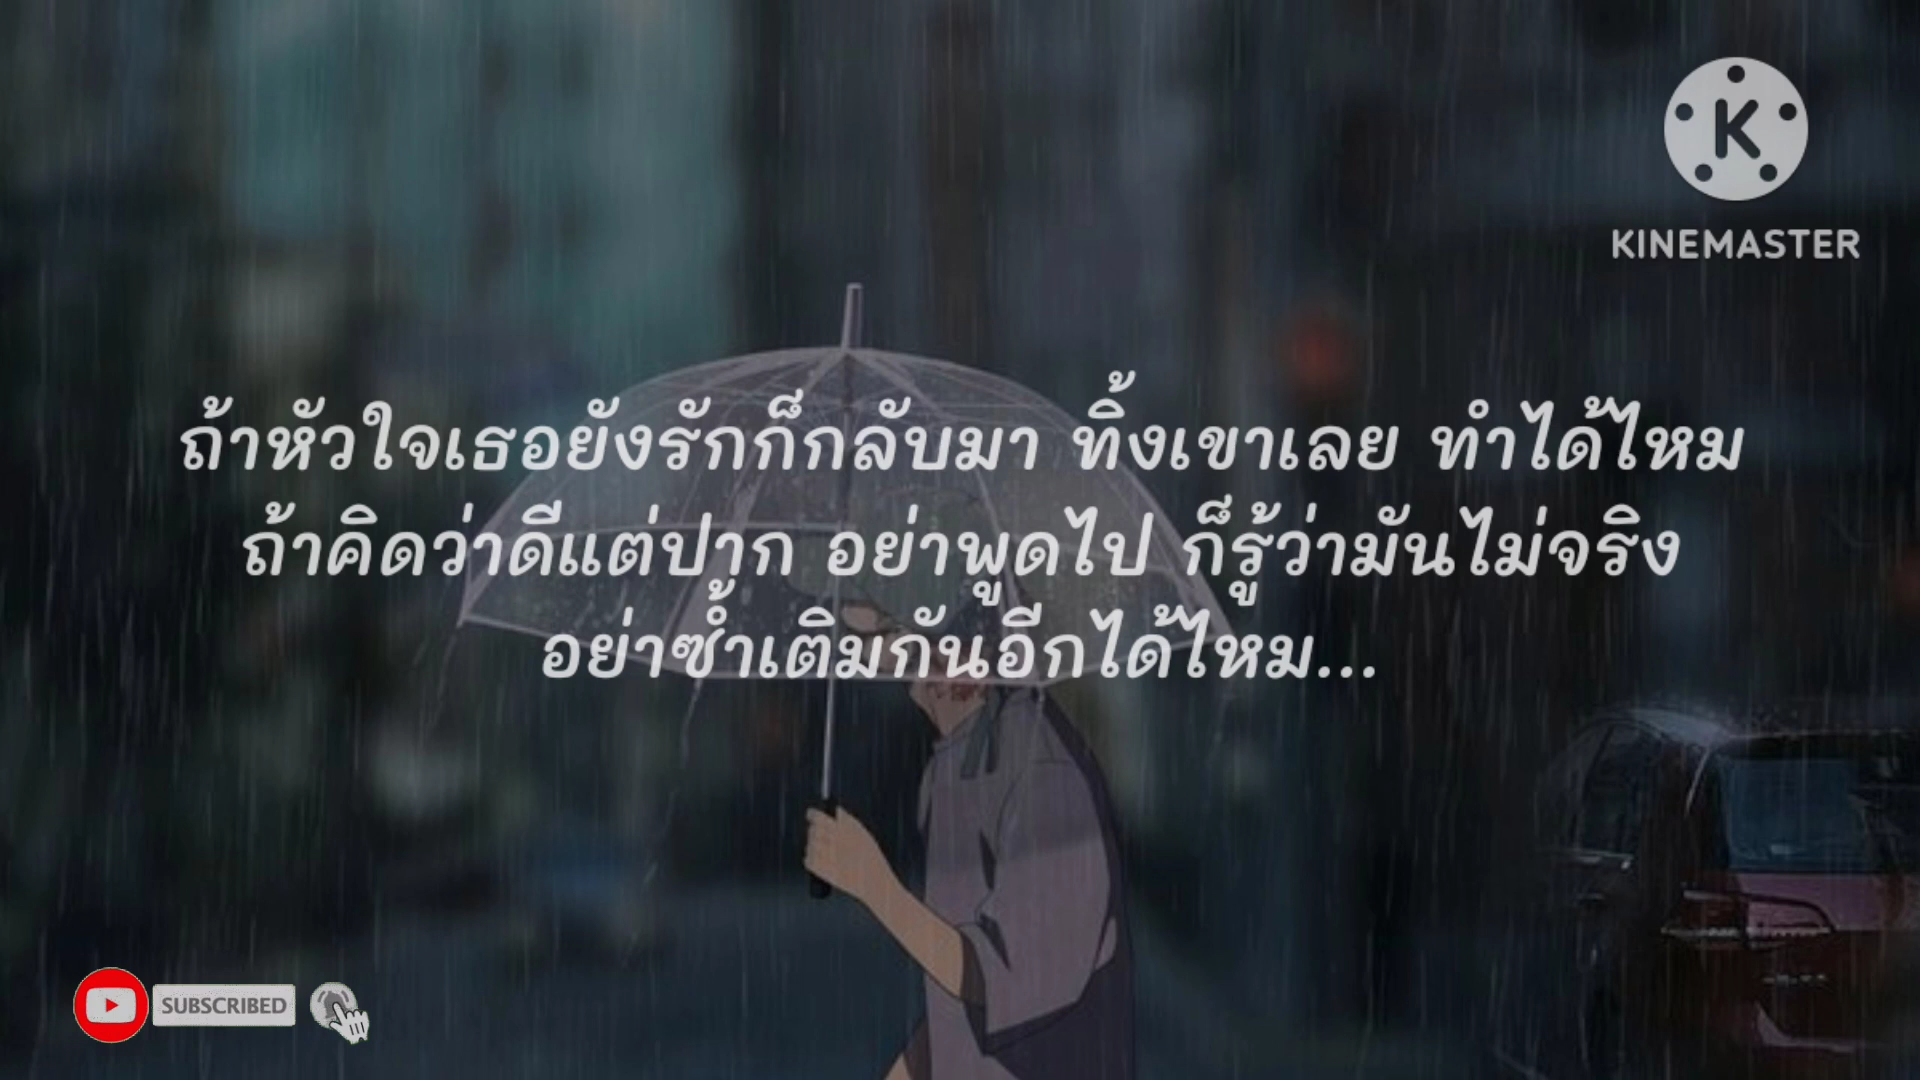 KINEMASTER
ถ้าหัวใจเธอยังรักก็กลับมา ทิ้งเขาเลย ทำได้ไหม
ถ้าคิดว่าดีแต่ปาก อย่าพูดไป ก็รู้ว่ามันไม่จริง
อย่าซ้ำเติมกันอีกได้ไหม...
SUBSCRIBED